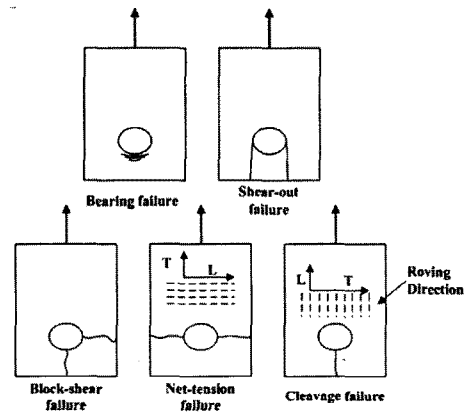 Bearing failure
Shear-out
failure
T
L
L
T
Roving
Direction
Block-shear
failure
Net-tension
failure
Cleavage failure